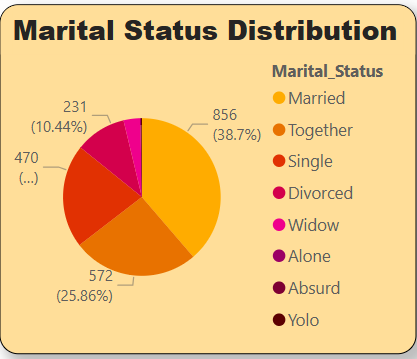 Marital Status Distribution
Marital_Status
Married
Together
Single
Divorced
Widow
Alone
Absurd
Yolo
856
(38.7%)
572
(25.86%)
470
(...)
231
(10.44%)